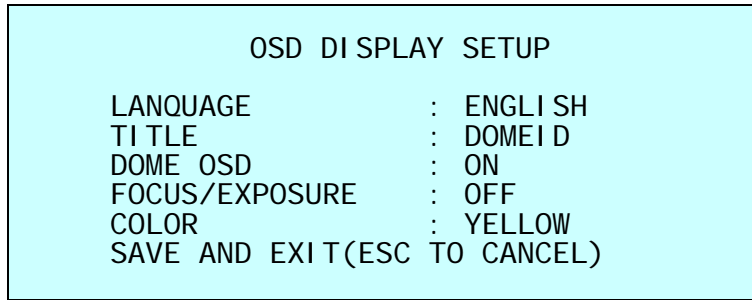 OSD DISPLAY SETUP
LANQUAGE : ENGLISH
TITLE : DOMEID
DOME OSD : ON
FOCUS/EXPOSURE : OFF
COLOR : YELLOW
SAVE AND EXIT(ESC TO CANCEL)